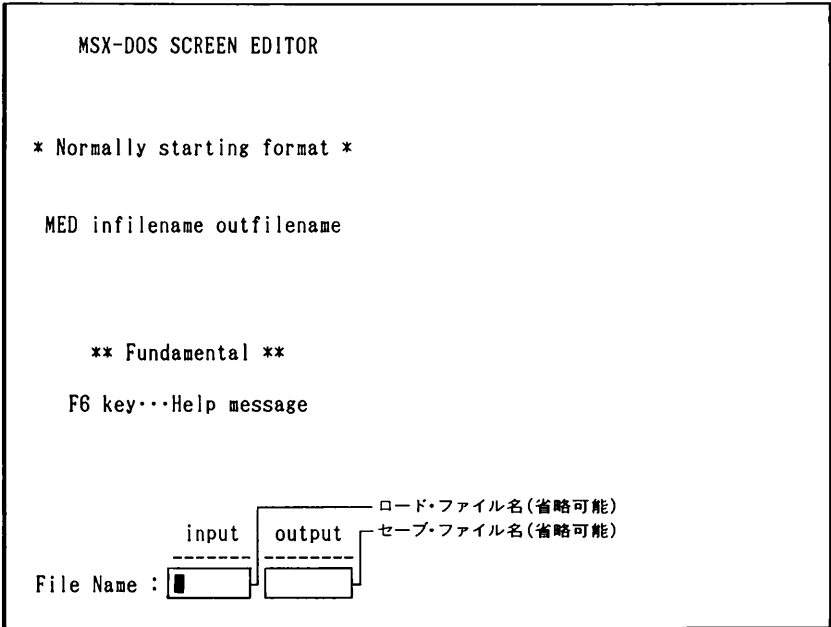 MSX-DOS SCREEN EDITOR
* Normally starting format *
MED infilename outfilename
** Fundamental **
F6 key···Help message
ロード・ファイル名(省略可能)
input output セーブ・ファイル名(省略可能)
File Name :